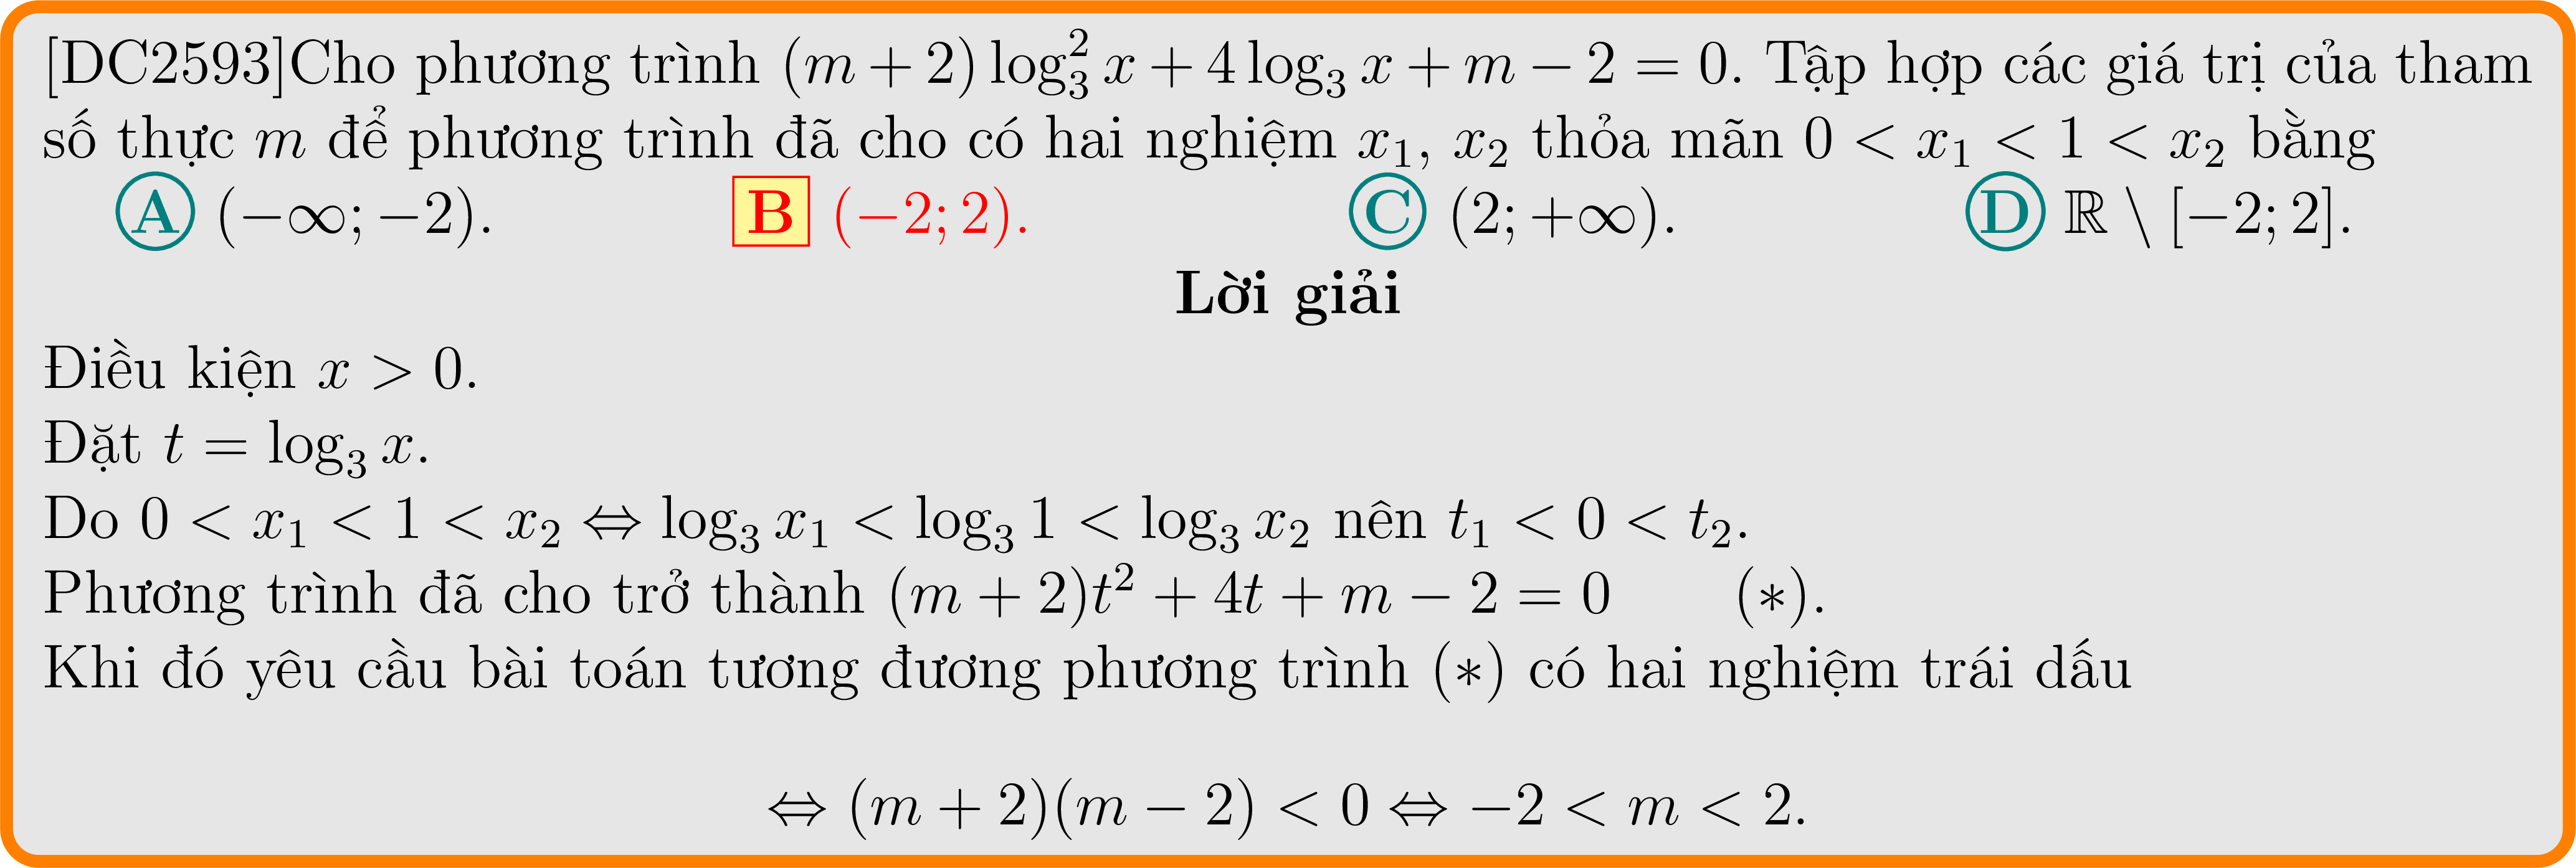 [DC2593]Cho phương trình $(m+2)\log_3^2 x + 4\log_3 x + m - 2 = 0$. Tập hợp các giá trị của tham
số thực $m$ để phương trình đã cho có hai nghiệm $x_1$, $x_2$ thỏa mãn $0 < x_1 < 1 < x_2$ bằng
A $(-\infty; -2)$. B $(-2; 2)$. C $(2; +\infty)$. D $\mathbb{R} \setminus [-2; 2]$.
Lời giải
Điều kiện $x > 0$.
Đặt $t = \log_3 x$.
Do $0 < x_1 < 1 < x_2 \Leftrightarrow \log_3 x_1 < \log_3 1 < \log_3 x_2$ nên $t_1 < 0 < t_2$.
Phương trình đã cho trở thành $(m+2)t^2 + 4t + m - 2 = 0 \quad (*)$.
Khi đó yêu cầu bài toán tương đương phương trình $(*)$ có hai nghiệm trái dấu
$\Leftrightarrow (m+2)(m-2) < 0 \Leftrightarrow -2 < m < 2$.